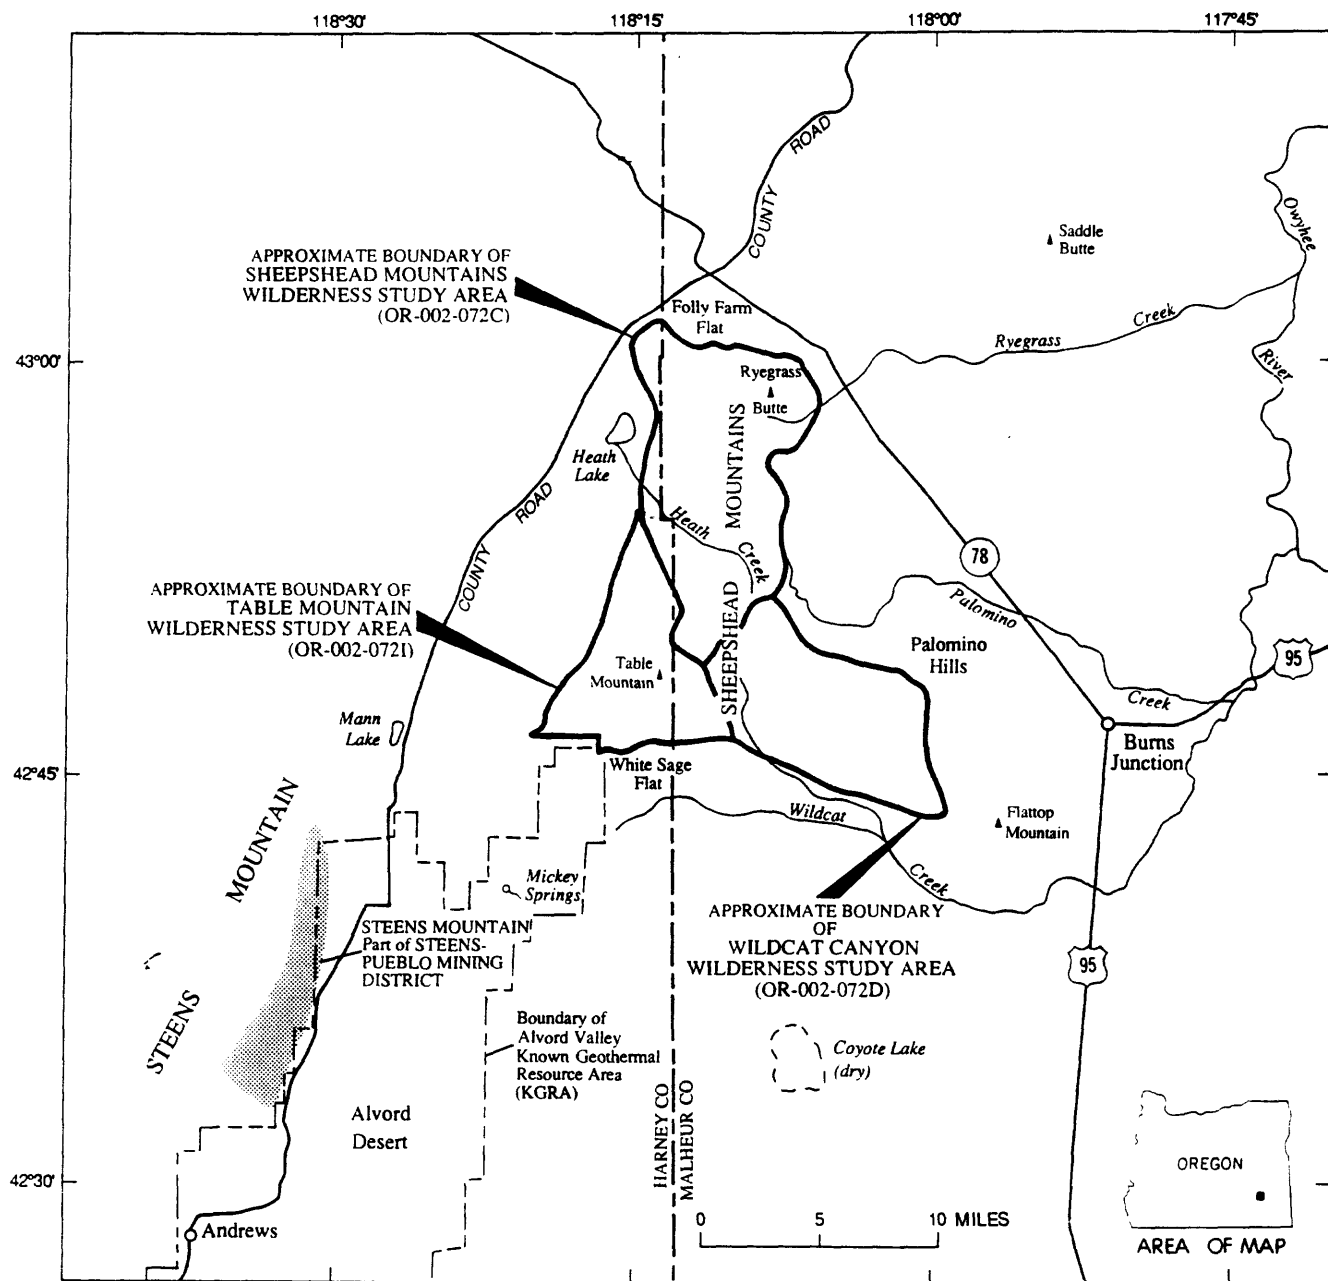 118°30'
118°15'
118°00'
117°45'
COUNTY ROAD
Owyhee
River
Saddle
Butte
APPROXIMATE BOUNDARY OF
SHEEPSHEAD MOUNTAINS
WILDERNESS STUDY AREA
(OR-002-072C)
Folly Farm
Flat
Ryegrass Creek
43°00'
Ryegrass
Butte
SHEEPSHEAD MOUNTAINS
Heath
Lake
COUNTY ROAD
Heath Creek
78
APPROXIMATE BOUNDARY OF
TABLE MOUNTAIN
WILDERNESS STUDY AREA
(OR-002-072I)
Palomino Creek
Palomino
Hills
95
Table
Mountain
Mann
Lake
Burns
Junction
42°45'
White Sage
Flat
Wildcat Creek
Flattop
Mountain
STEENS MOUNTAIN
Mickey
Springs
STEENS MOUNTAIN
Part of STEENS-
PUEBLO MINING
DISTRICT
APPROXIMATE BOUNDARY
OF
WILDCAT CANYON
WILDERNESS STUDY AREA
(OR-002-072D)
95
Boundary of
Alvord Valley
Known Geothermal
Resource Area
(KGRA)
Coyote Lake
(dry)
Alvord
Desert
HARNEY CO
MALHEUR CO
OREGON
42°30'
Andrews
0 5 10 MILES
AREA OF MAP